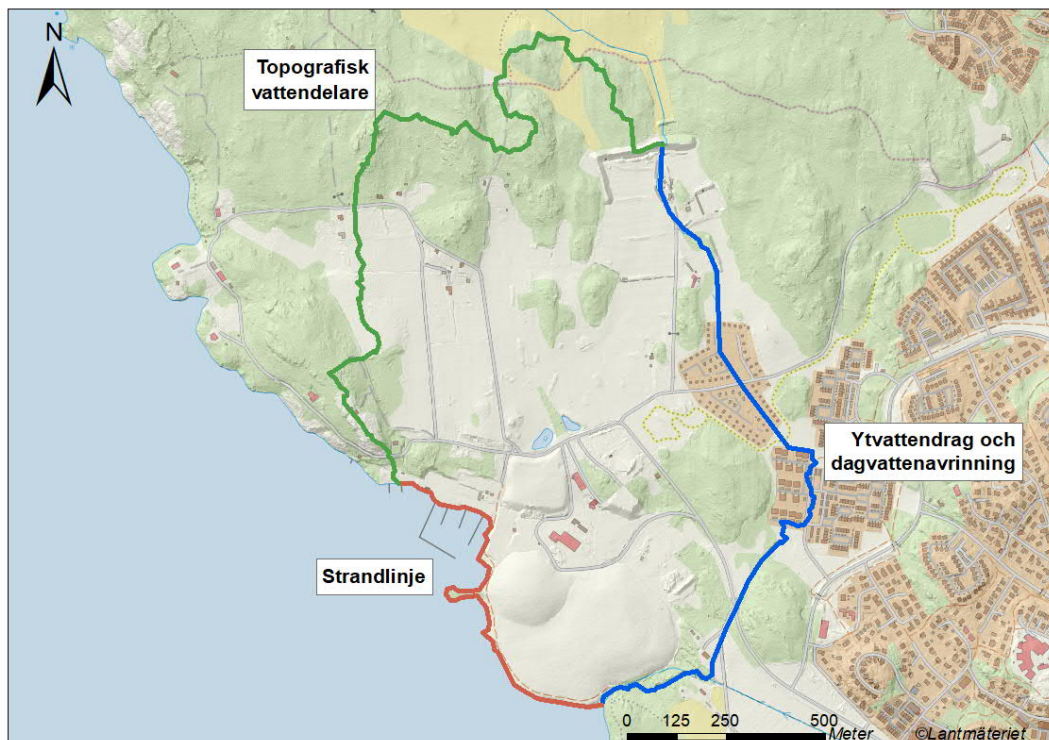 N
Topografisk
vattendelare
Ytvattendrag och
dagvattenavrinning
Strandlinje
0 125 250 500
Meter
©Lantmäteriet